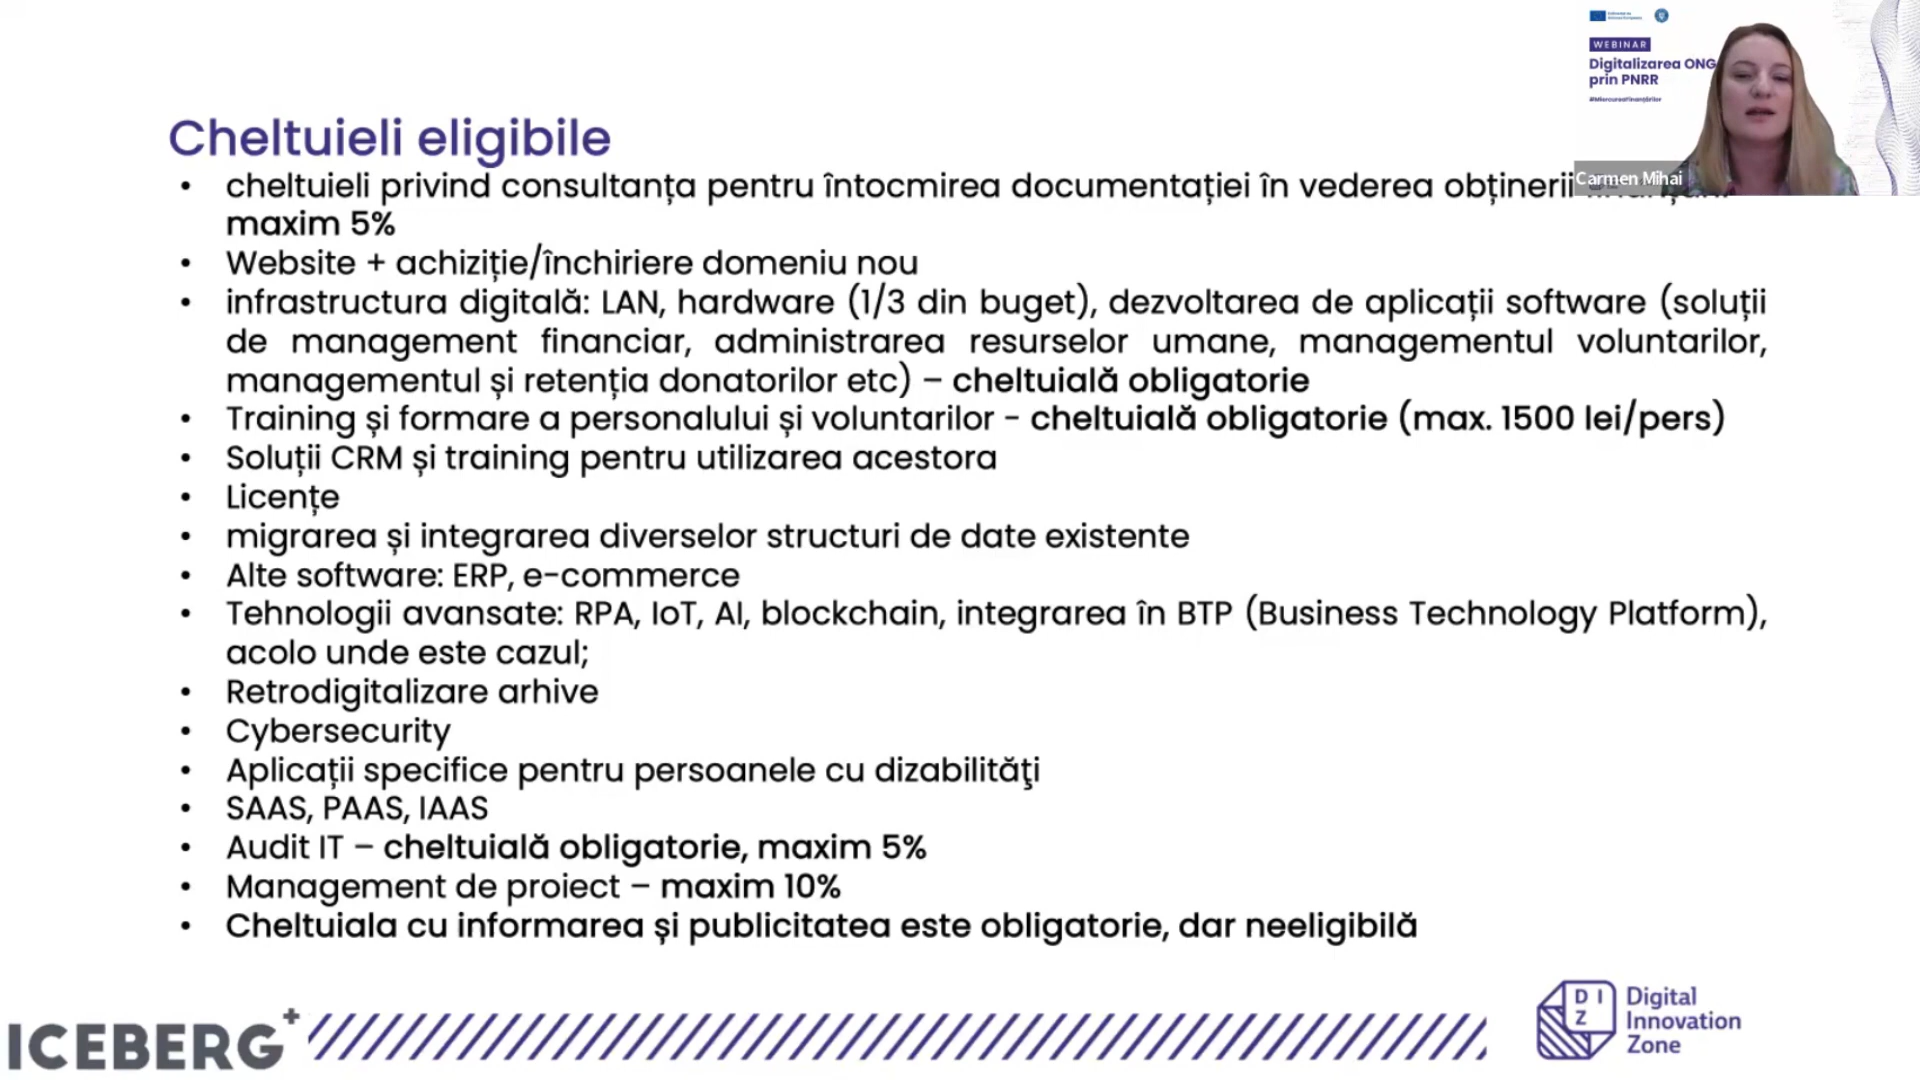 WEBINAR
Digitalizarea ONG
prin PNRR
#MiercureaFinanțărilor
Carmen Mihai
Cheltuieli eligibile
• cheltuieli privind consultanța pentru întocmirea documentației în vederea obținerii
maxim 5%
• Website + achiziție/închiriere domeniu nou
• infrastructura digitală: LAN, hardware (1/3 din buget), dezvoltarea de aplicații software (soluții
de management financiar, administrarea resurselor umane, managementul voluntarilor,
managementul și retenția donatorilor etc) – cheltuială obligatorie
• Training și formare a personalului și voluntarilor - cheltuială obligatorie (max. 1500 lei/pers)
• Soluții CRM și training pentru utilizarea acestora
• Licențe
• migrarea și integrarea diverselor structuri de date existente
• Alte software: ERP, e-commerce
• Tehnologii avansate: RPA, IoT, AI, blockchain, integrarea în BTP (Business Technology Platform),
acolo unde este cazul;
• Retrodigitalizare arhive
• Cybersecurity
• Aplicații specifice pentru persoanele cu dizabilităţi
• SAAS, PAAS, IAAS
• Audit IT – cheltuială obligatorie, maxim 5%
• Management de proiect – maxim 10%
• Cheltuiala cu informarea și publicitatea este obligatorie, dar neeligibilă
ICEBERG+
DIZ
Digital
Innovation
Zone